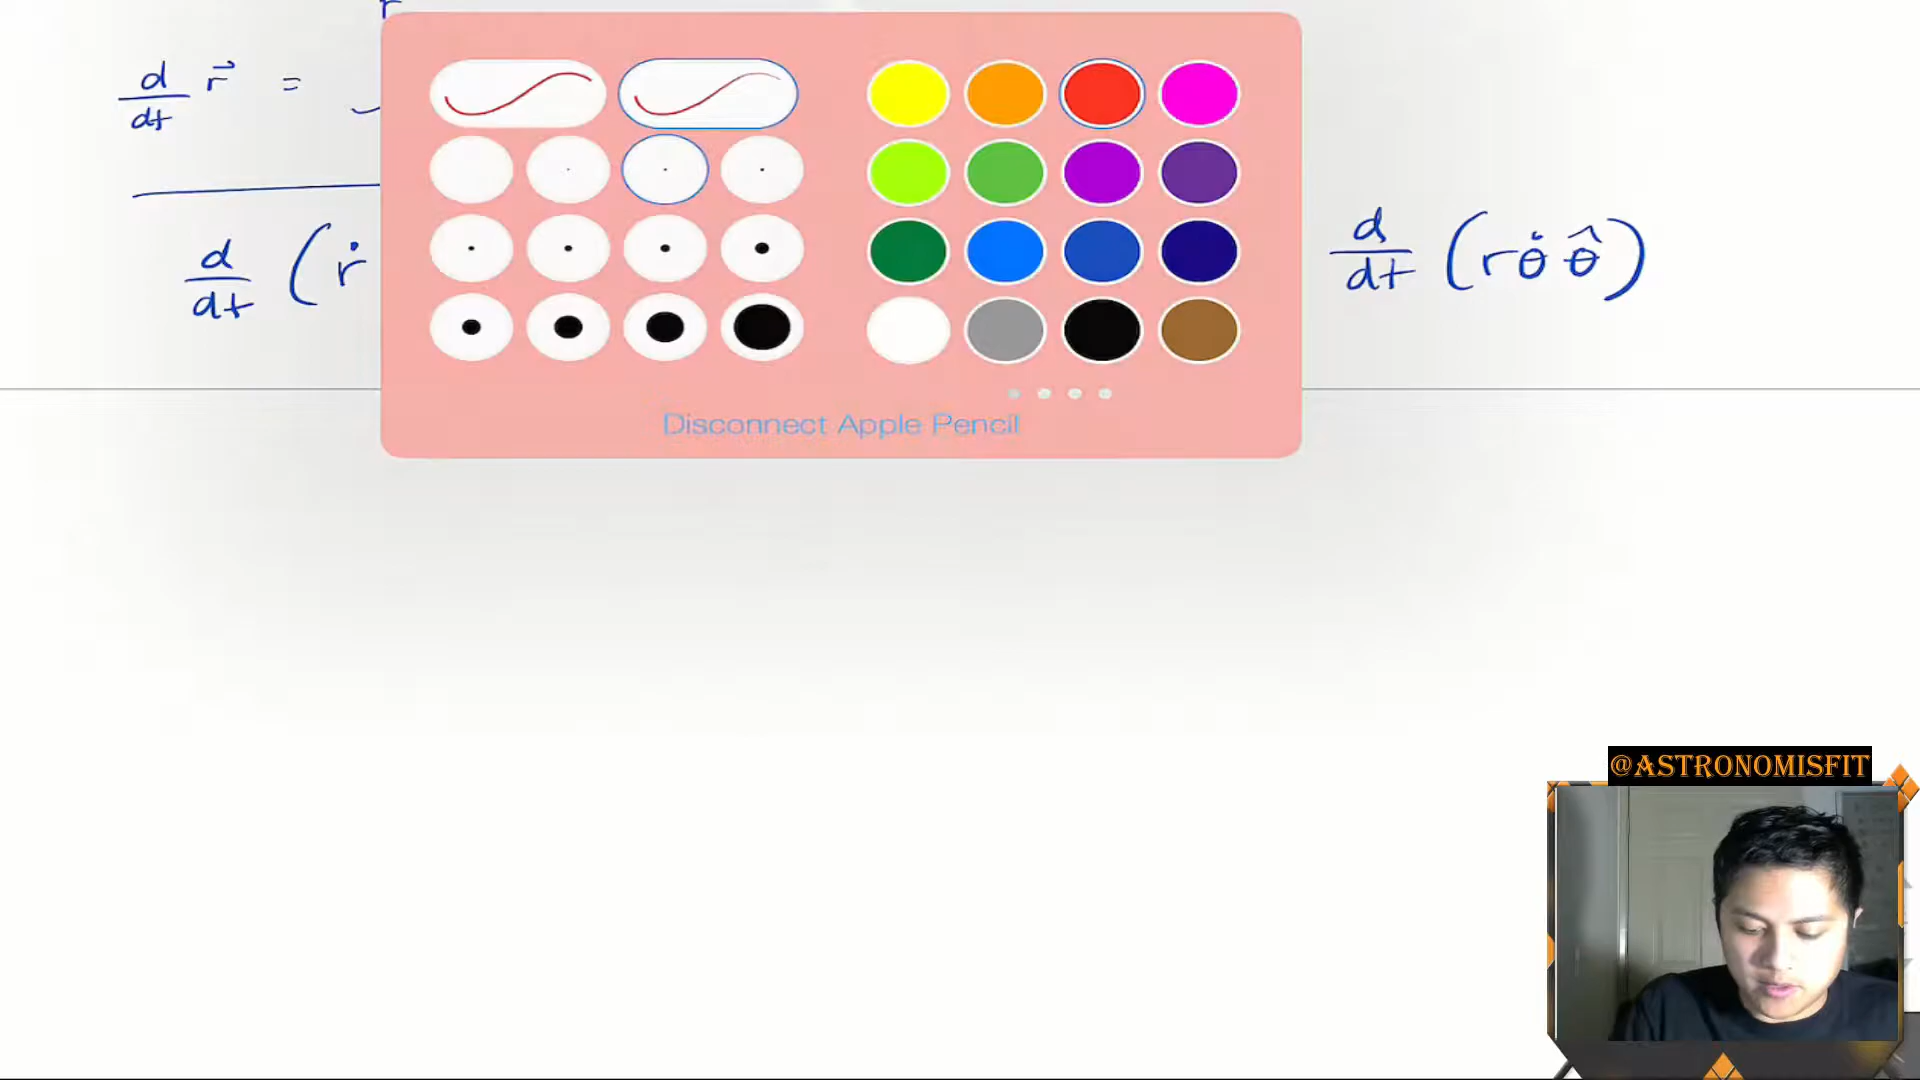 d/dt r⃗ =
d/dt (ṙ
d/dt (rθ̇ θ̂)
Disconnect Apple Pencil
@ASTRONOMISFIT